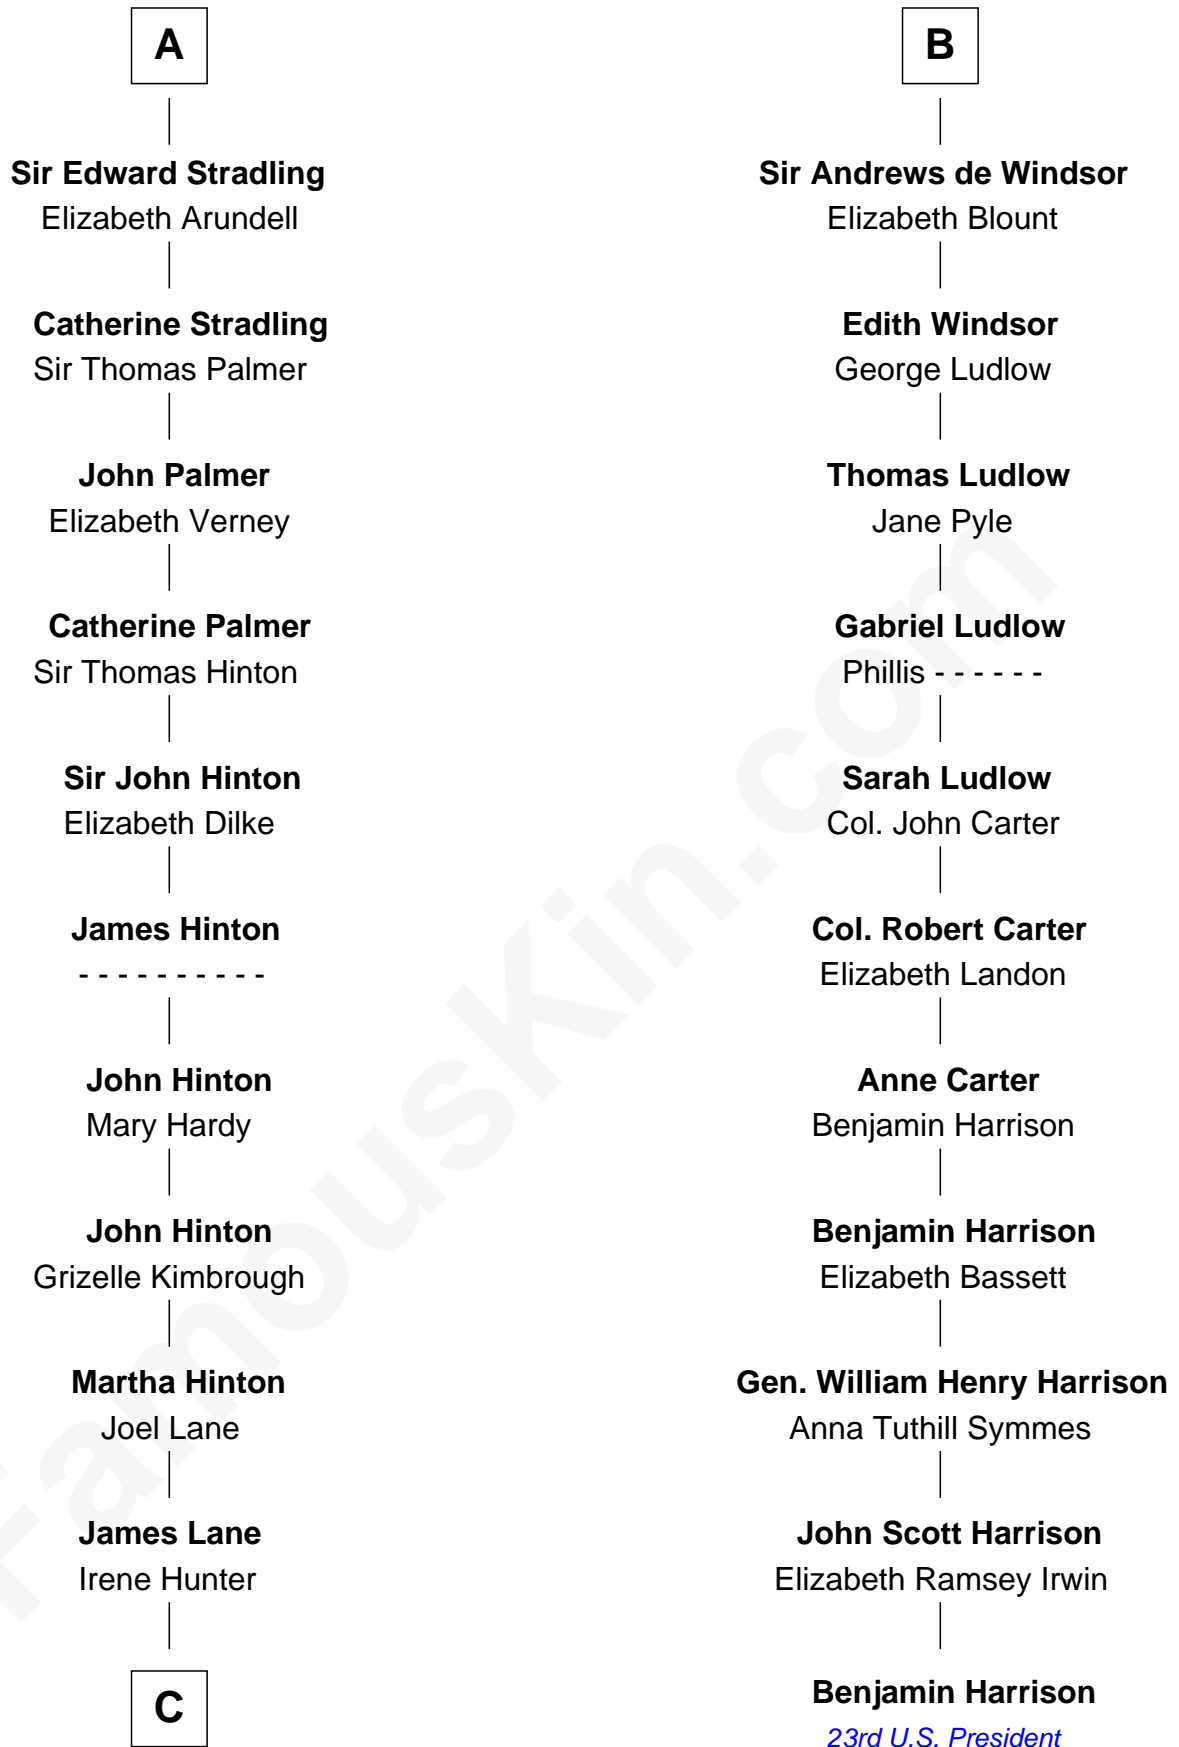 A
Sir Edward Stradling
Elizabeth Arundell
Catherine Stradling
Sir Thomas Palmer
John Palmer
Elizabeth Verney
Catherine Palmer
Sir Thomas Hinton
Sir John Hinton
Elizabeth Dilke
James Hinton
- - - - - - - - - -
John Hinton
Mary Hardy
John Hinton
Grizelle Kimbrough
Martha Hinton
Joel Lane
James Lane
Irene Hunter
C
B
Sir Andrews de Windsor
Elizabeth Blount
Edith Windsor
George Ludlow
Thomas Ludlow
Jane Pyle
Gabriel Ludlow
Phillis - - - - - -
Sarah Ludlow
Col. John Carter
Col. Robert Carter
Elizabeth Landon
Anne Carter
Benjamin Harrison
Benjamin Harrison
Elizabeth Bassett
Gen. William Henry Harrison
Anna Tuthill Symmes
John Scott Harrison
Elizabeth Ramsey Irwin
Benjamin Harrison
23rd U.S. President
FamousKin.com